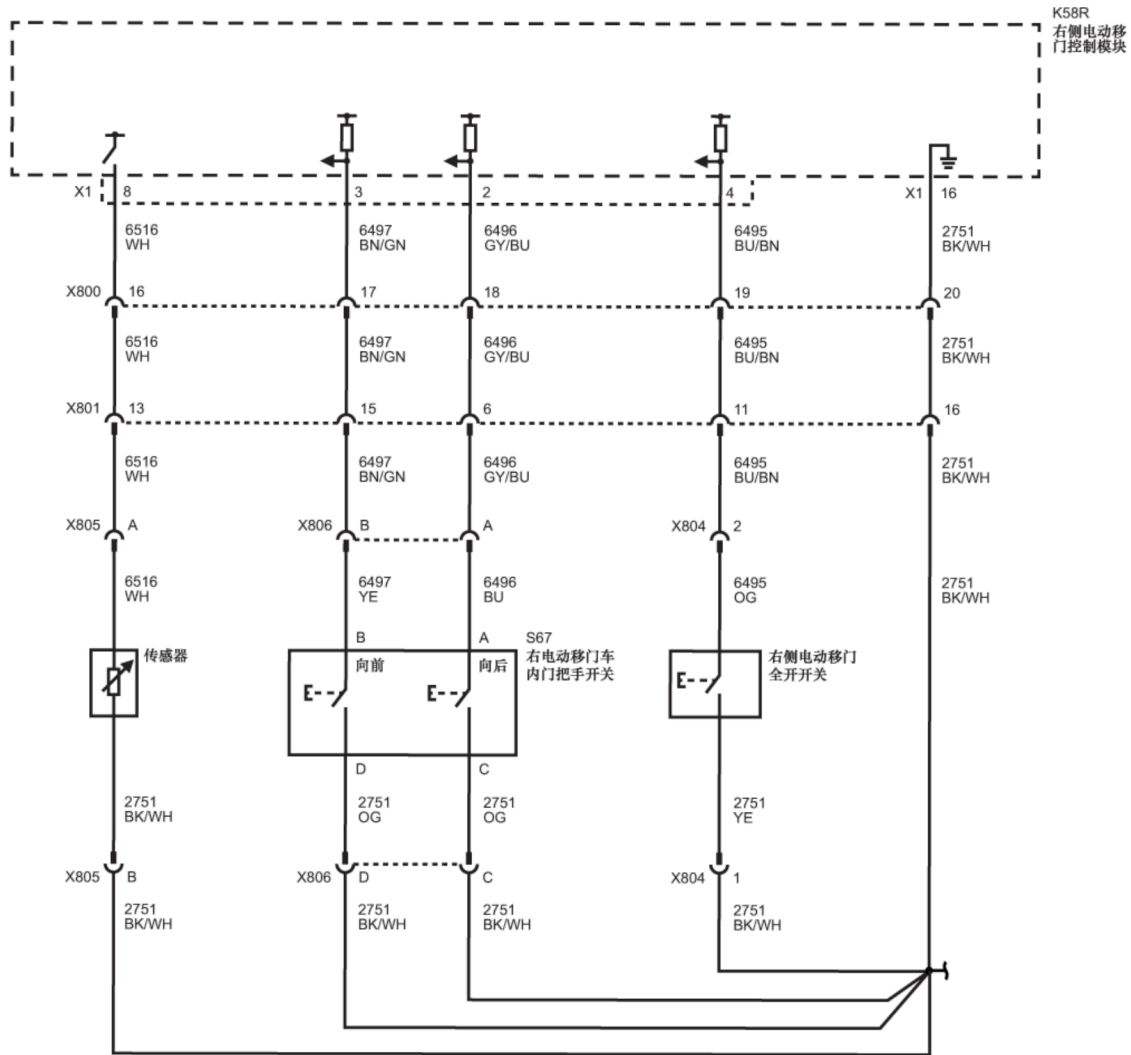 K58R
右侧电动移
门控制模块
X1 8 3 2 4 X1 16
6516 6497 6496 6495 2751
WH BN/GN GY/BU BU/BN BK/WH
X800 16 17 18 19 20
6516 6497 6496 6495 2751
WH BN/GN GY/BU BU/BN BK/WH
X801 13 15 6 11 16
6516 6497 6496 6495 2751
WH BN/GN GY/BU BU/BN BK/WH
X805 A X806 B A X804 2
6516 6497 6496 6495 2751
WH YE BU OG BK/WH
B A S67
传感器 向前 向后 右电动移门车 右侧电动移门
内门把手开关 全开开关
D C
2751 2751 2751 2751
BK/WH OG OG YE
X805 B X806 D C X804 1
2751 2751 2751 2751
BK/WH BK/WH BK/WH BK/WH